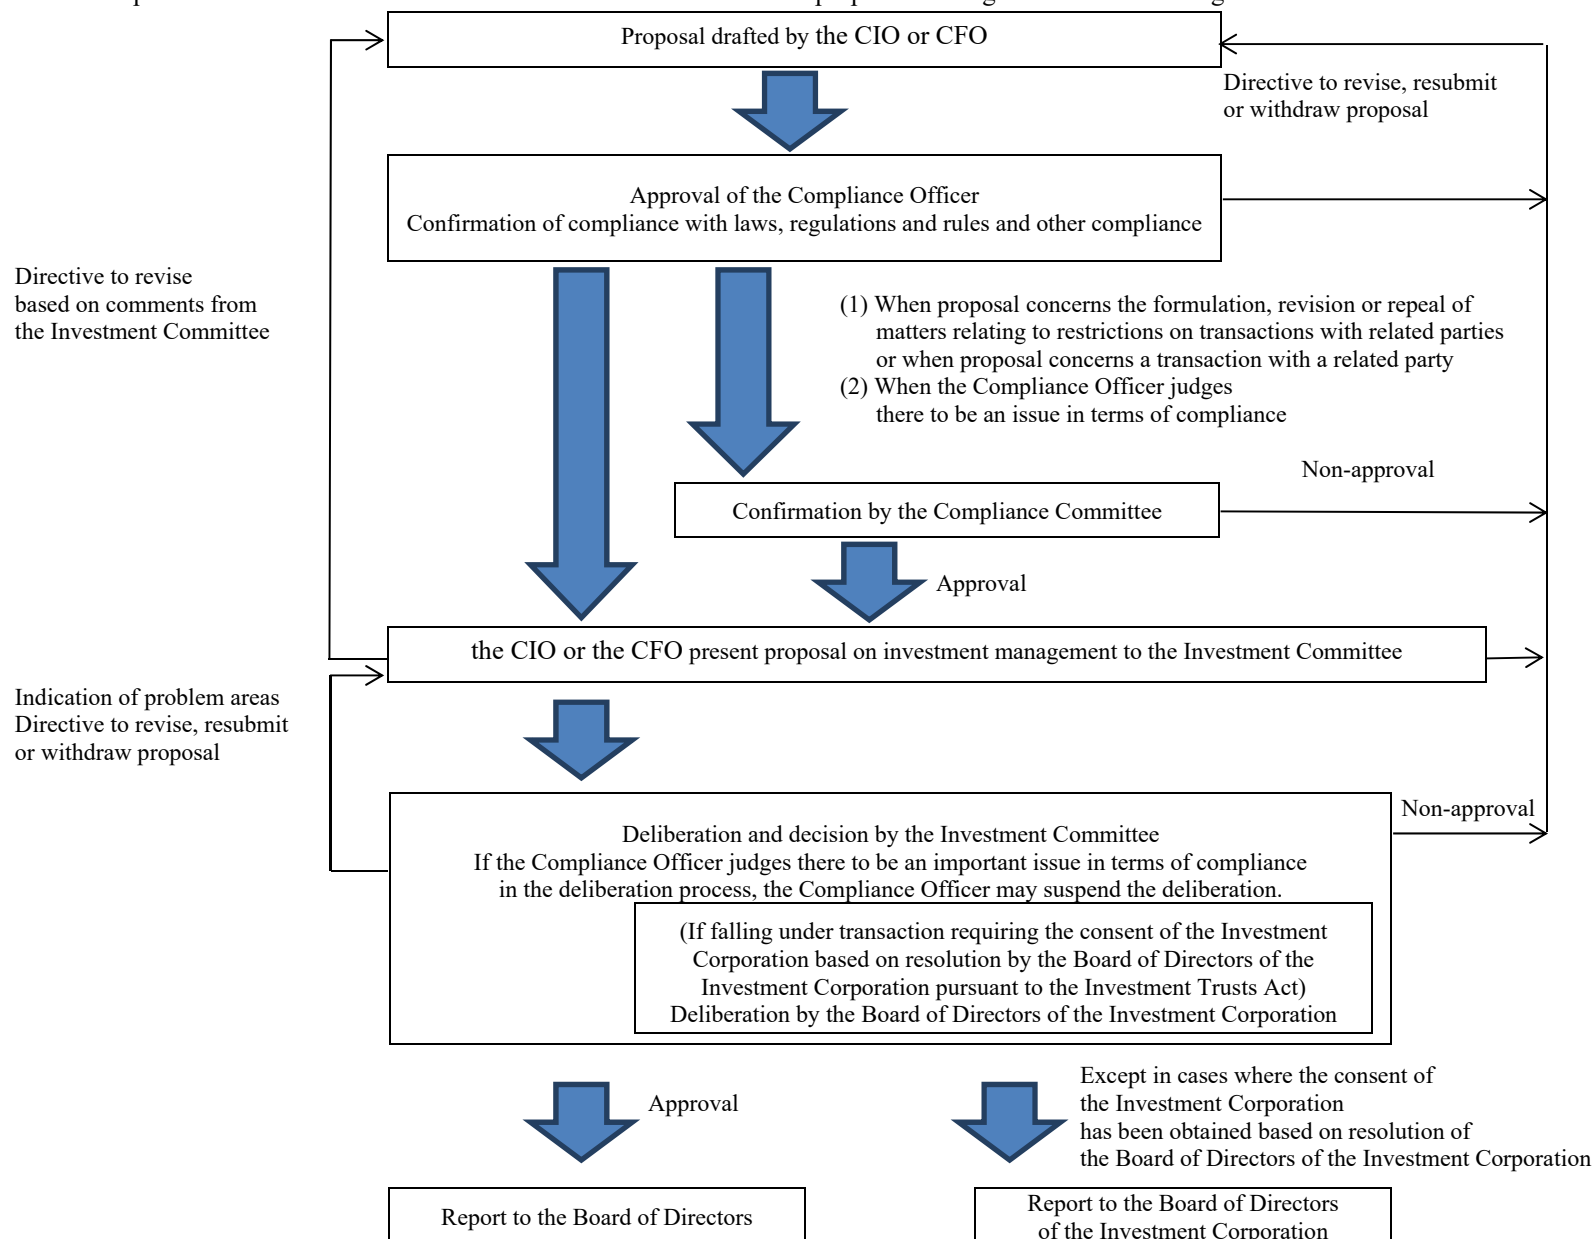 Proposal drafted by the CIO or CFO
Directive to revise, resubmit
or withdraw proposal
Approval of the Compliance Officer
Confirmation of compliance with laws, regulations and rules and other compliance
Directive to revise
based on comments from
the Investment Committee
(1) When proposal concerns the formulation, revision or repeal of
matters relating to restrictions on transactions with related parties
or when proposal concerns a transaction with a related party
(2) When the Compliance Officer judges
there to be an issue in terms of compliance
Non-approval
Confirmation by the Compliance Committee
Approval
the CIO or the CFO present proposal on investment management to the Investment Committee
Indication of problem areas
Directive to revise, resubmit
or withdraw proposal
Non-approval
Deliberation and decision by the Investment Committee
If the Compliance Officer judges there to be an important issue in terms of compliance
in the deliberation process, the Compliance Officer may suspend the deliberation.
(If falling under transaction requiring the consent of the Investment
Corporation based on resolution by the Board of Directors of the
Investment Corporation pursuant to the Investment Trusts Act)
Deliberation by the Board of Directors of the Investment Corporation
Approval
Except in cases where the consent of
the Investment Corporation
has been obtained based on resolution of
the Board of Directors of the Investment Corporation
Report to the Board of Directors
Report to the Board of Directors
of the Investment Corporation